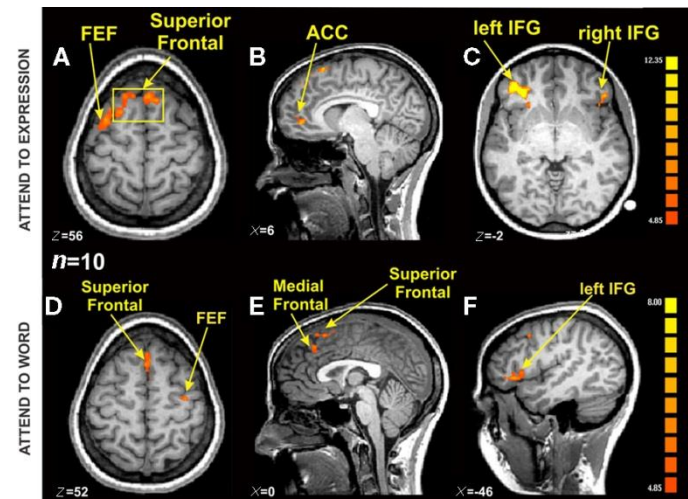 ATTEND TO EXPRESSION
A
FEF
Superior
Frontal
Z=56
B
ACC
X=6
C
left IFG
right IFG
Z=-2
12.35
4.85
n=10
ATTEND TO WORD
D
Superior
Frontal
FEF
Z=52
E
Medial
Frontal
Superior
Frontal
X=0
F
left IFG
X=-46
8.00
4.85